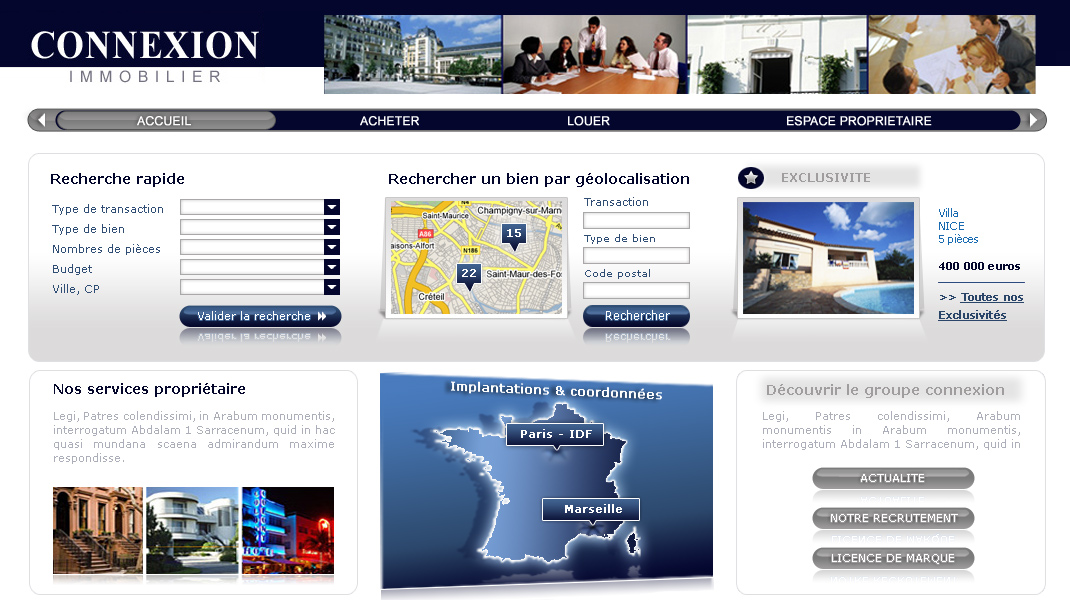 CONNEXION
IMMOBILIER
ACCUEIL
ACHETER
LOUER
ESPACE PROPRIETAIRE
Recherche rapide
Type de transaction
Type de bien
Nombres de pièces
Budget
Ville, CP
Valider la recherche
Rechercher un bien par géolocalisation
Saint-Maurice
Champigny-sur-Marn
A86
aisons-Alfort
N186
15
22
Saint-Maur-des-Fo
Créteil
Transaction
Type de bien
Code postal
Rechercher
EXCLUSIVITE
Villa
NICE
5 pièces
400 000 euros
>> Toutes nos
Exclusivités
Nos services propriétaire
Legi, Patres colendissimi, in Arabum monumentis,
interrogatum Abdalam 1 Sarracenum, quid in hac
quasi mundana scaena admirandum maxime
respondisse.
Implantations & coordonnées
Paris - IDF
Marseille
Découvrir le groupe connexion
Legi, Patres colendissimi, Arabum
monumentis in Arabum monumentis,
interrogatum Abdalam 1 Sarracenum, quid in
ACTUALITE
NOTRE RECRUTEMENT
LICENCE DE MARQUE